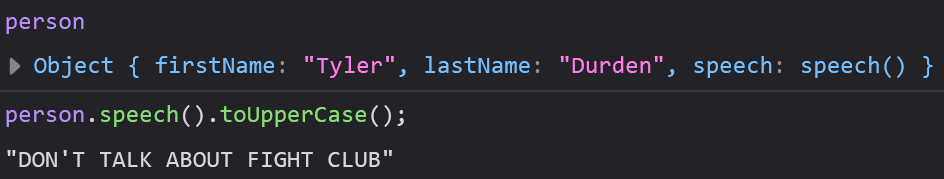 person
Object { firstName: "Tyler", lastName: "Durden", speech: speech() }
person.speech().toUpperCase();
"DON'T TALK ABOUT FIGHT CLUB"